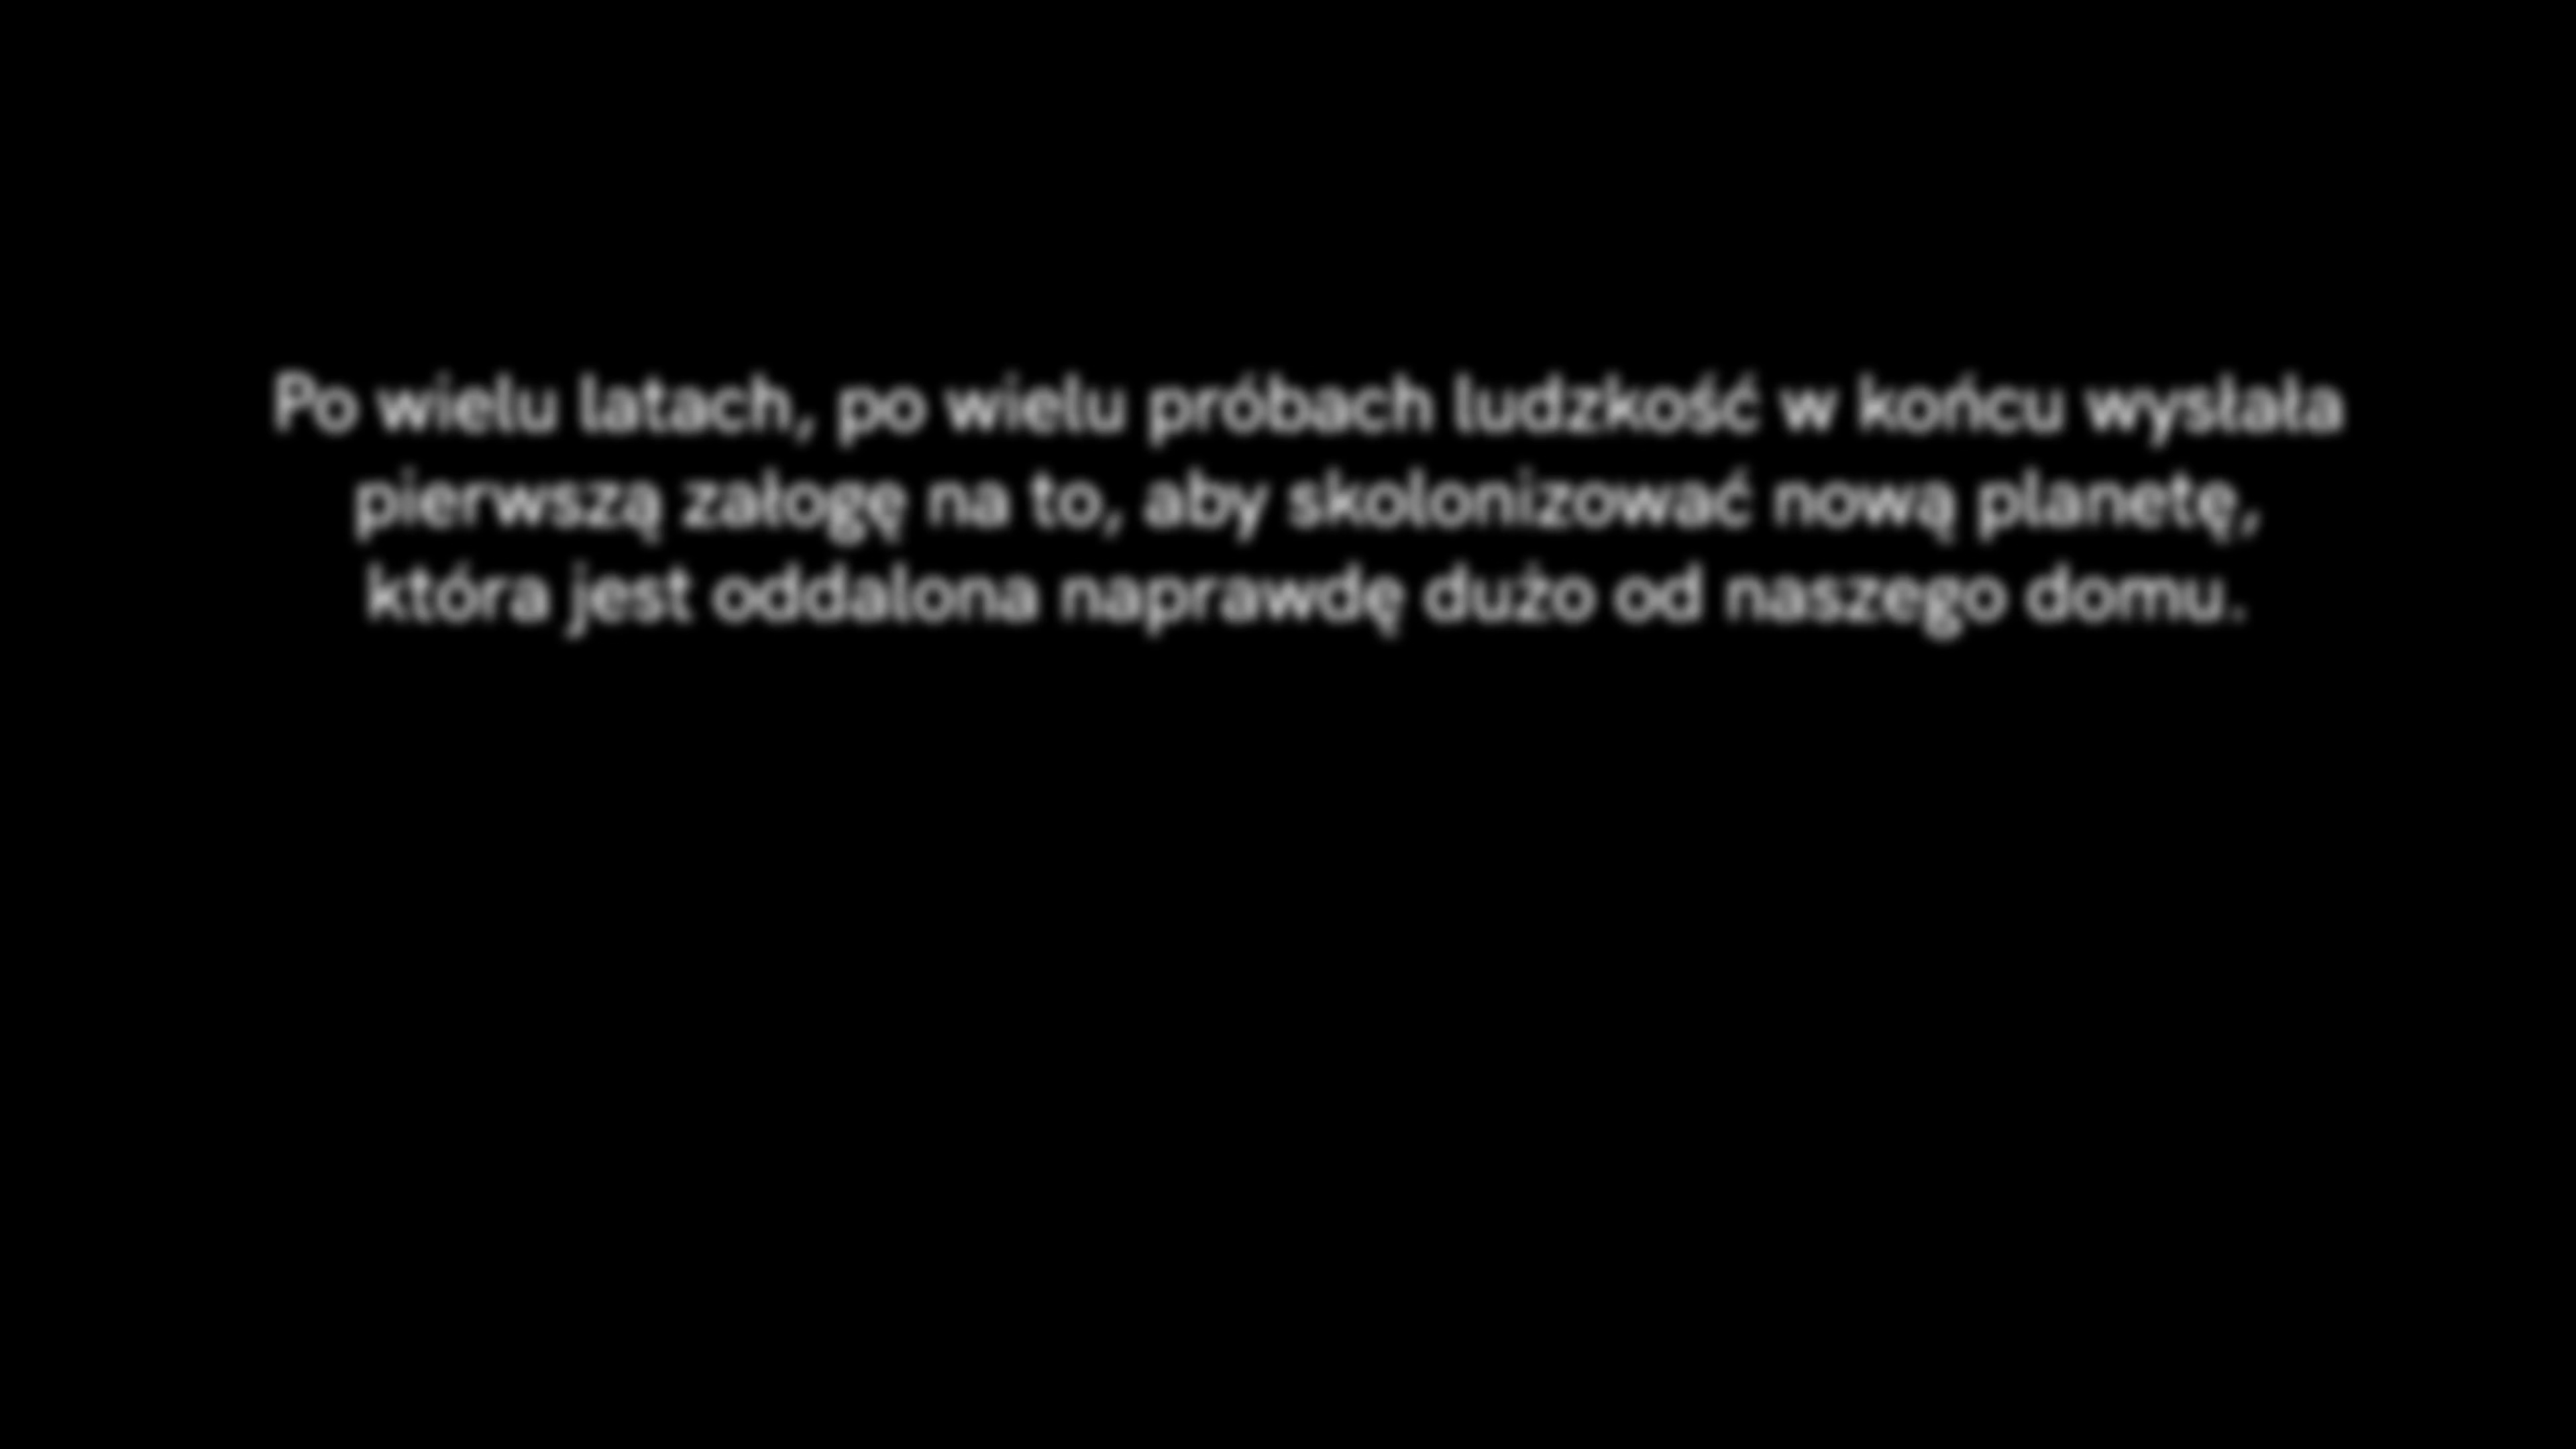 Po wielu latach, po wielu próbach ludzkość w końcu wysłała
pierwszą załogę na to, aby skolonizować nową planetę,
która jest oddalona naprawdę dużo od naszego domu.